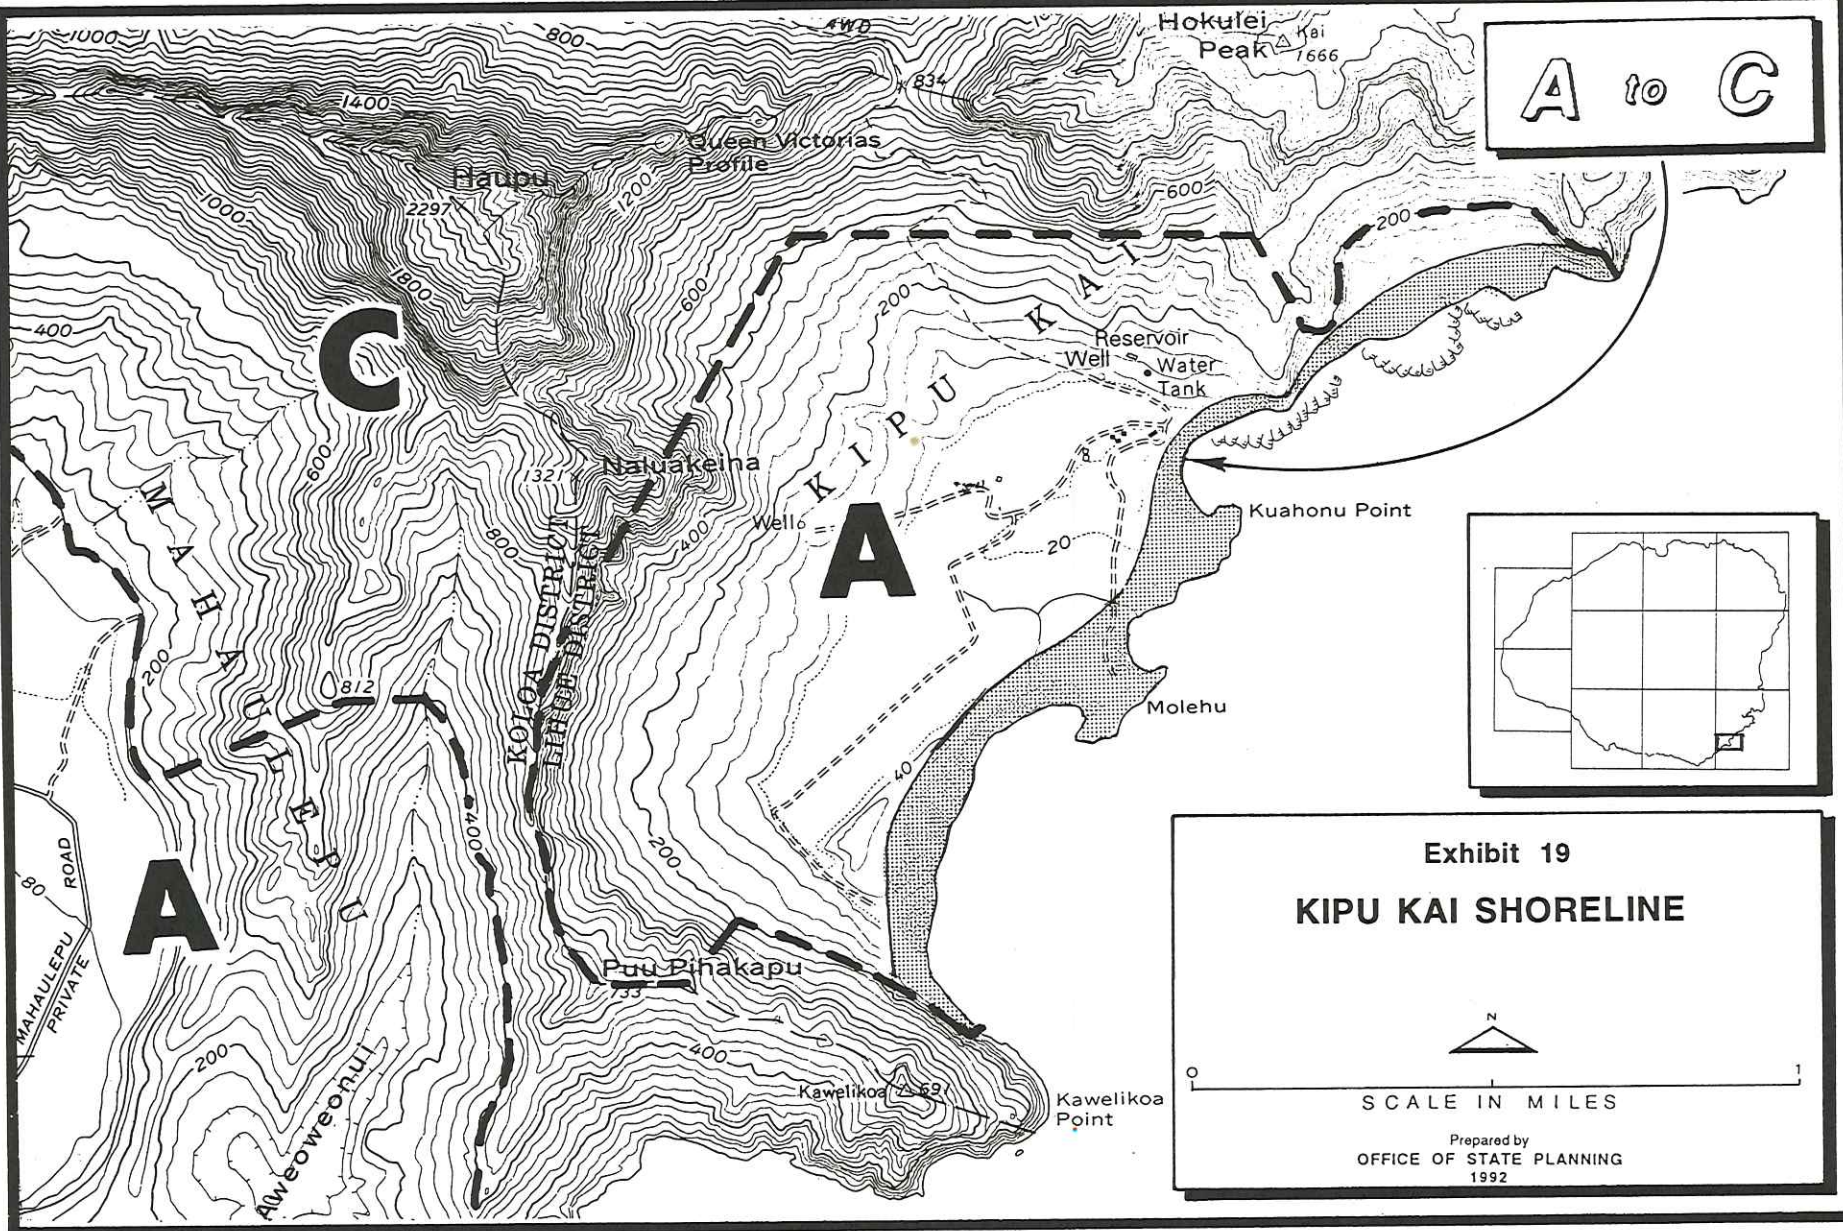 1000
800
4WD
Hokulei
Peak
Kai
1666
A to C
834
1400
Queen Victorias
Profile
Haupu
2297
1200
1000
600
200
1800
600
200
KIPU KAI
Reservoir
Well
Water
Tank
400
C
600
1321
Naluakeiha
Well
400
800
8
20
A
Kuahonu Point
MAHAULEPU
KOLOA DISTRICT
LIHUE DISTRICT
200
812
Molehu
40
400
200
80
ROAD
MAHAULEPU
PRIVATE
A
Puu Pihakapu
733
400
200
Aweoweonui
Kawelikoa
691
Kawelikoa
Point
Exhibit 19
KIPU KAI SHORELINE
N
0 1
SCALE IN MILES
Prepared by
OFFICE OF STATE PLANNING
1992